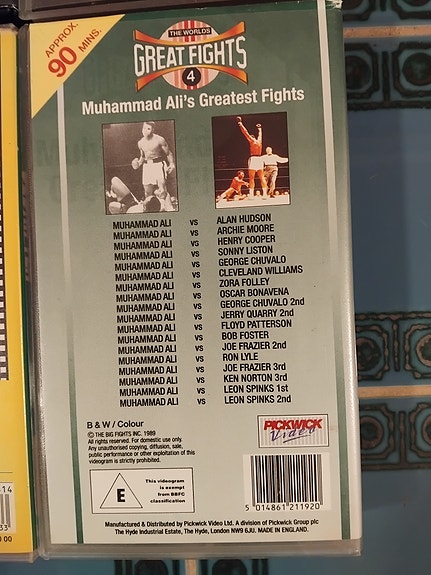 APPROX.
90 MINS.
THE WORLDS
GREAT FIGHTS
4
Muhammad Ali's Greatest Fights
MUHAMMAD ALI VS ALAN HUDSON
MUHAMMAD ALI VS ARCHIE MOORE
MUHAMMAD ALI VS HENRY COOPER
MUHAMMAD ALI VS SONNY LISTON
MUHAMMAD ALI VS GEORGE CHUVALO
MUHAMMAD ALI VS CLEVELAND WILLIAMS
MUHAMMAD ALI VS ZORA FOLLEY
MUHAMMAD ALI VS OSCAR BONAVENA
MUHAMMAD ALI VS GEORGE CHUVALO 2nd
MUHAMMAD ALI VS JERRY QUARRY 2nd
MUHAMMAD ALI VS FLOYD PATTERSON
MUHAMMAD ALI VS BOB FOSTER
MUHAMMAD ALI VS JOE FRAZIER 2nd
MUHAMMAD ALI VS RON LYLE
MUHAMMAD ALI VS JOE FRAZIER 3rd
MUHAMMAD ALI VS KEN NORTON 3rd
MUHAMMAD ALI VS LEON SPINKS 1st
MUHAMMAD ALI VS LEON SPINKS 2nd
B & W / Colour
© THE BIG FIGHTS INC. 1989
All rights reserved. For domestic use only.
Any unauthorised copying, diffusion, sale,
public performance or other exploitation of this
videogram is strictly prohibited.
PICKWICK
Video
E
This videogram
is exempt
from BBFC
classification
5 014861 211920
Manufactured & Distributed by Pickwick Video Ltd. A division of Pickwick Group plc
The Hyde Industrial Estate, The Hyde, London NW9 6JU. MADE IN ENGLAND.
14
33
00